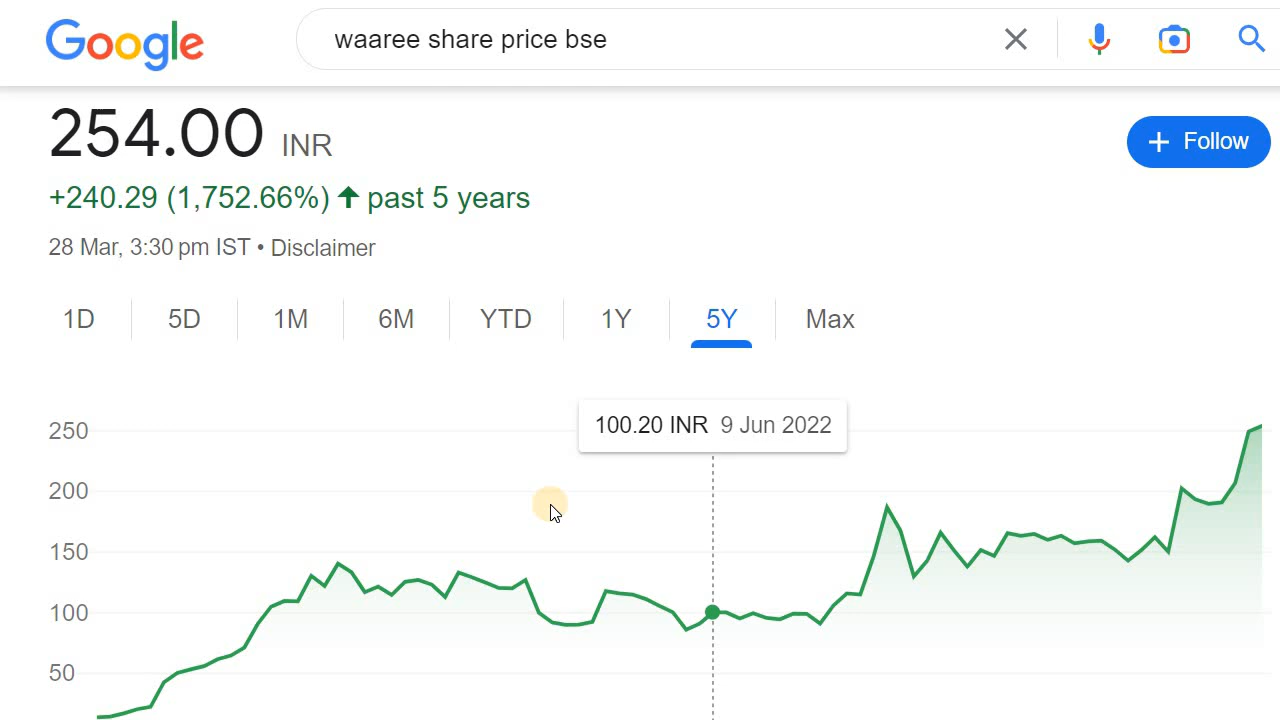 Google
waaree share price bse
254.00 INR
+ Follow
+240.29 (1,752.66%) ↑ past 5 years
28 Mar, 3:30 pm IST • Disclaimer
1D 5D 1M 6M YTD 1Y 5Y Max
100.20 INR 9 Jun 2022
250
200
150
100
50